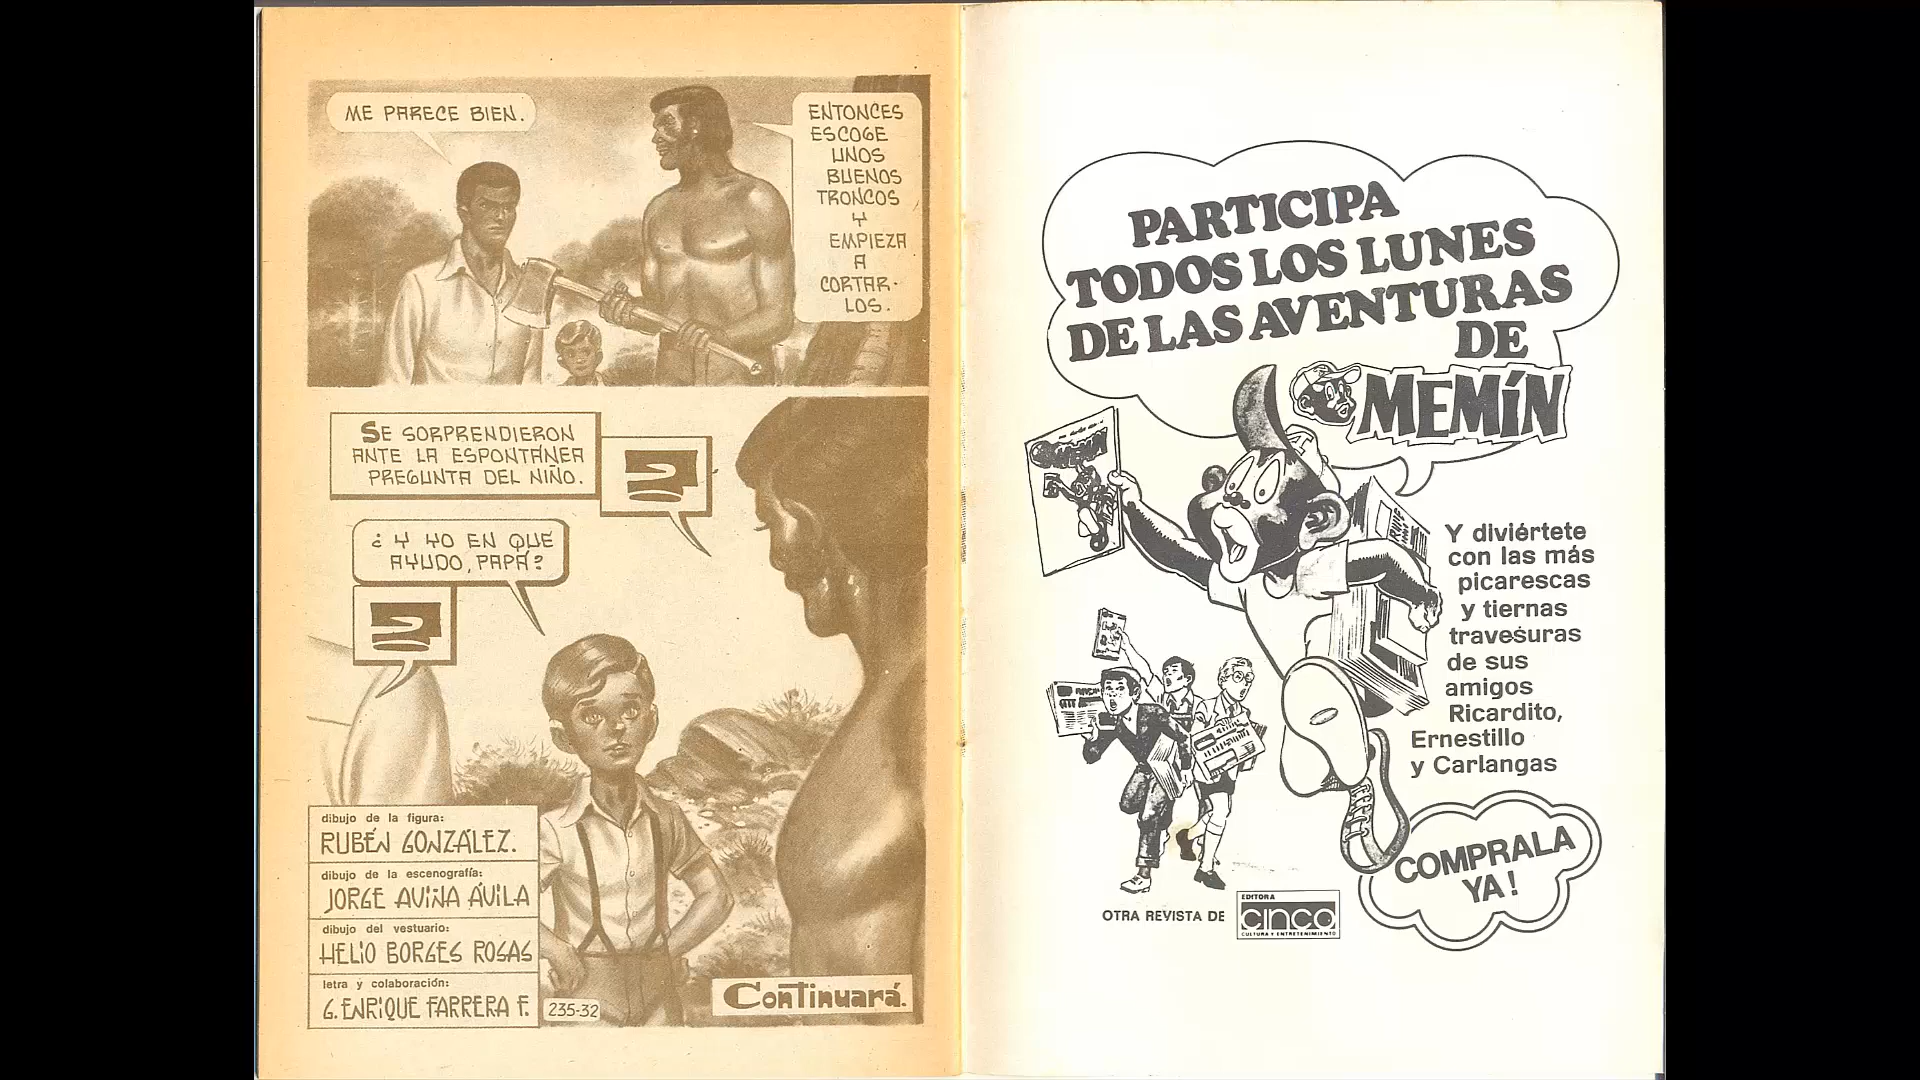 ME PARECE BIEN.
ENTONCES
ESCOGE
UNOS
BUENOS
TRONCOS
Y
EMPIEZA
A
CORTAR-
LOS.
SE SORPRENDIERON
ANTE LA ESPONTÁNEA
PREGUNTA DEL NIÑO.
?
¿Y YO EN QUÉ
AYUDO, PAPÁ?
?
dibujo de la figura:
RUBÉN GONZÁLEZ.
dibujo de la escenografía:
JORGE AVIÑA ÁVILA
dibujo del vestuario:
HELIO BORGES ROSAS
letra y colaboración:
G. ENRIQUE FARRERA F.
235-32
Continuará.
PARTICIPA
TODOS LOS LUNES
DE LAS AVENTURAS
DE
MEMÍN
Y diviértete
con las más
picarescas
y tiernas
travesuras
de sus
amigos
Ricardito,
Ernestillo
y Carlangas
COMPRALA
YA!
OTRA REVISTA DE
EDITORA
CINCO
CULTURA Y ENTRETENIMIENTO